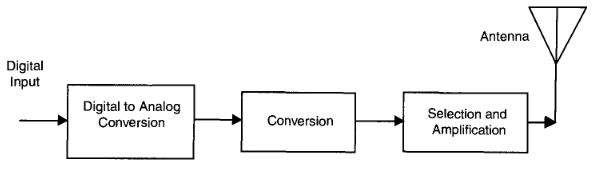 Antenna
Digital
Input
Digital to Analog
Conversion
Conversion
Selection and
Amplification